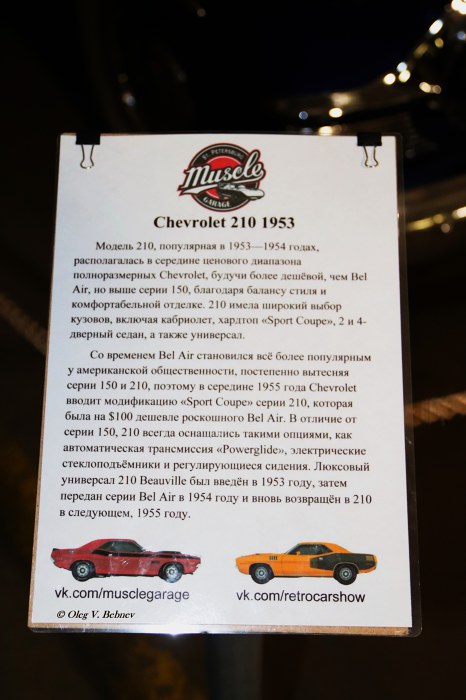 ST. PETERSBURG
Muscle
GARAGE
Chevrolet 210 1953
Модель 210, популярная в 1953—1954 годах,
располагалась в середине ценового диапазона
полноразмерных Chevrolet, будучи более дешёвой, чем Bel
Air, но выше серии 150, благодаря балансу стиля и
комфортабельной отделке. 210 имела широкий выбор
кузовов, включая кабриолет, хардтоп «Sport Coupe», 2 и 4-
дверный седан, а также универсал.
Со временем Bel Air становился всё более популярным
у американской общественности, постепенно вытесняя
серии 150 и 210, поэтому в середине 1955 года Chevrolet
вводит модификацию «Sport Coupe» серии 210, которая
была на $100 дешевле роскошного Bel Air. В отличие от
серии 150, 210 всегда оснащались такими опциями, как
автоматическая трансмиссия «Powerglide», электрические
стеклоподъёмники и регулирующиеся сидения. Люксовый
универсал 210 Beauville был введён в 1953 году, затем
передан серии Bel Air в 1954 году и вновь возвращён в 210
в следующем, 1955 году.
vk.com/musclegarage vk.com/retrocarshow
© Oleg V. Belnev